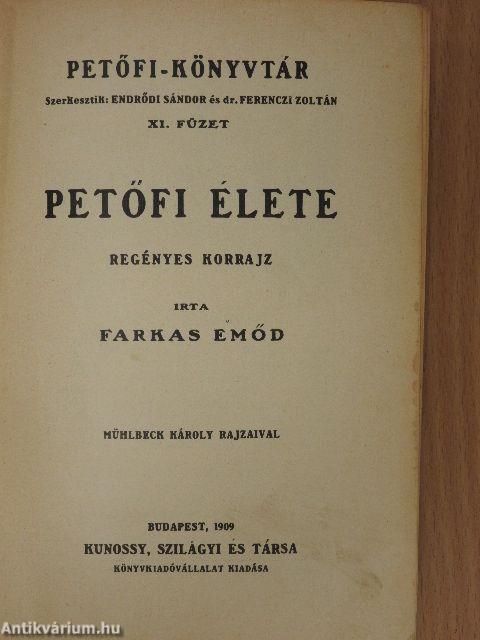 PETŐFI-KÖNYVTÁR
Szerkesztik: ENDRŐDI SÁNDOR és dr. FERENCZI ZOLTÁN
XI. FÜZET
PETŐFI ÉLETE
REGÉNYES KORRAJZ
IRTA
FARKAS EMŐD
MÜHLBECK KÁROLY RAJZAIVAL
BUDAPEST, 1909
KUNOSSY, SZILÁGYI ÉS TÁRSA
KÖNYVKIADÓVÁLLALAT KIADÁSA
Antikvárium.hu